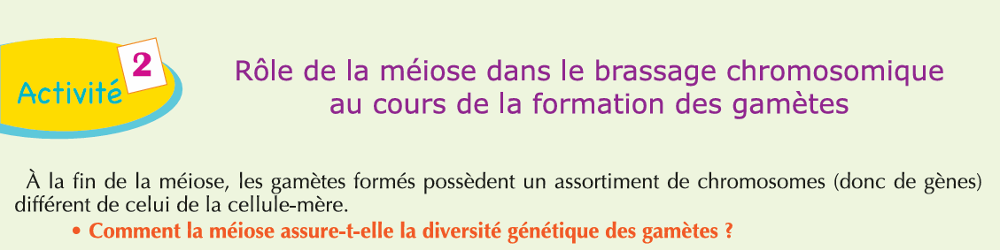 Activité 2
Rôle de la méiose dans le brassage chromosomique
au cours de la formation des gamètes
À la fin de la méiose, les gamètes formés possèdent un assortiment de chromosomes (donc de gènes)
différent de celui de la cellule-mère.
• Comment la méiose assure-t-elle la diversité génétique des gamètes ?